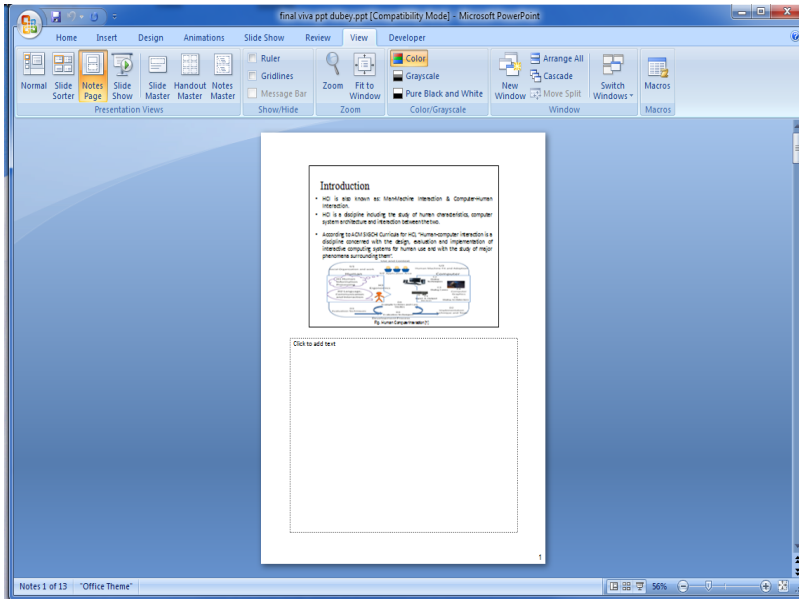 final viva ppt dubey.ppt [Compatibility Mode] - Microsoft PowerPoint
Home Insert Design Animations Slide Show Review View Developer
Normal Slide Sorter Notes Page Slide Show Slide Master Handout Master Notes Master
Presentation Views
Ruler
Gridlines
Message Bar
Show/Hide
Zoom Fit to Window
Zoom
Color
Grayscale
Pure Black and White
Color/Grayscale
New Window
Arrange All
Cascade
Move Split
Switch Windows
Window
Macros
Macros
Introduction
• HCI is also known as Man-Machine Interaction & Computer-Human
Interaction.
• HCI is a discipline including the study of human characteristics, computer
system architecture and interaction between the two.
• According to ACM SIGCHI Curricula for HCI, "Human-computer interaction is a
discipline concerned with the design, evaluation and implementation of
interactive computing systems for human use and with the study of major
phenomena surrounding them".
Human
Computer
Fig. Human Computer Interaction [1]
Click to add text
1
Notes 1 of 13 "Office Theme" 56%